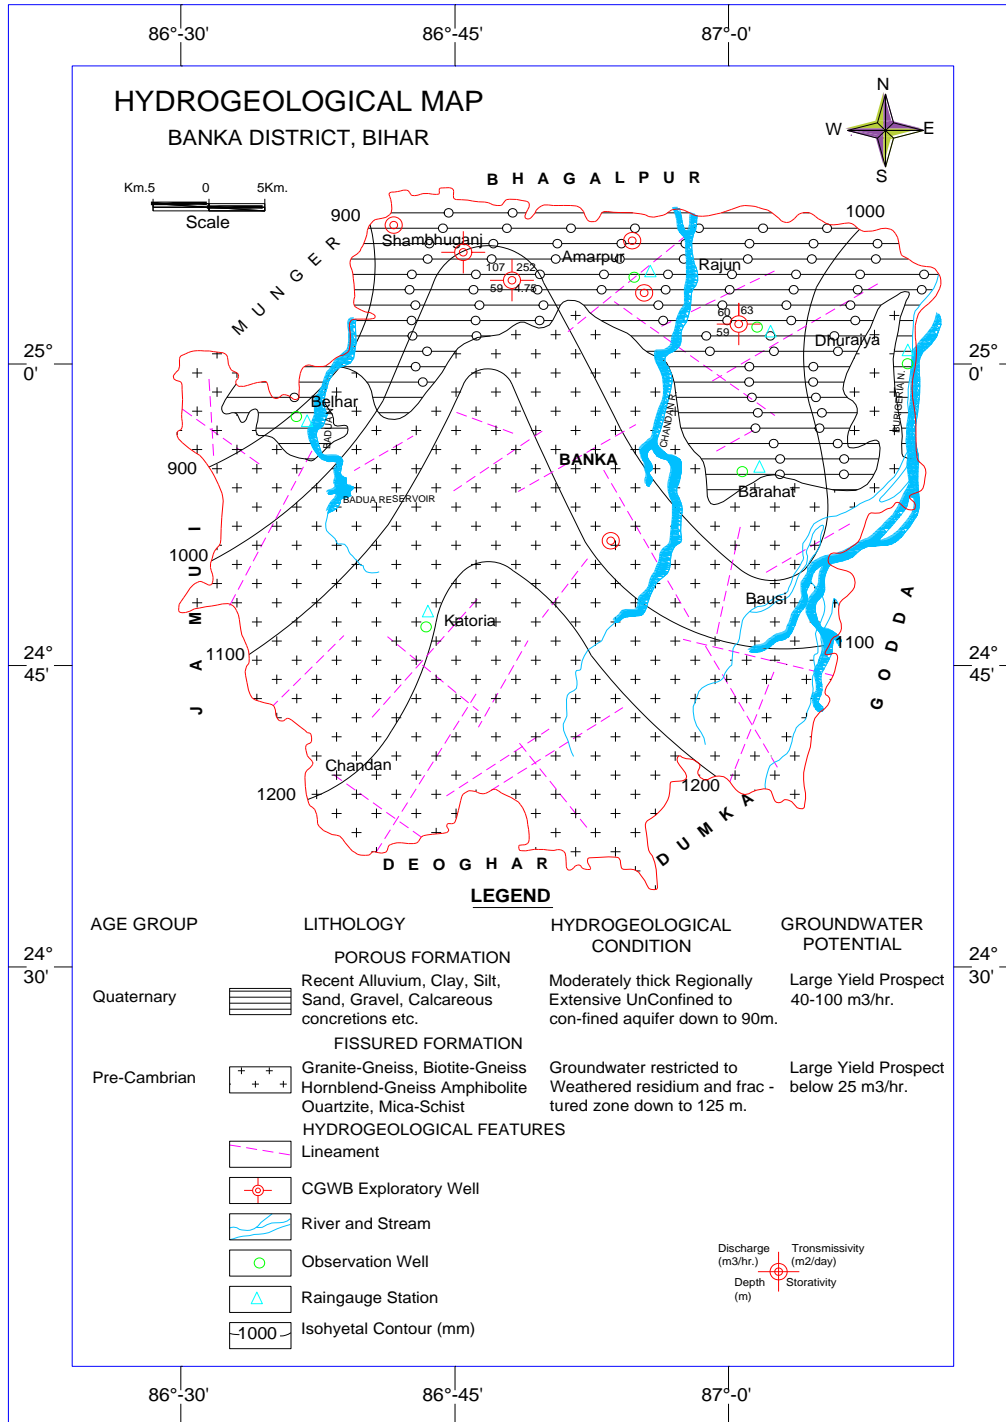 86°-30' 86°-45' 87°-0'
HYDROGEOLOGICAL MAP
BANKA DISTRICT, BIHAR
N
W E
S
Km.5 0 5Km.
Scale
BHAGALPUR
900
1000
Shambhuganj
MUNGER
Amarpur
Rajun
107 252
59 4.75
60 63
59
Dhuraiya
25°
0'
25°
0'
Belhar
BADUA N
CHANDAN R.
BURIGERIA N.
BANKA
900
Barahat
BADUA RESERVOIR
1000
JAMUI
Bausi
Katoria
GODDA
1100
1100
24°
45'
24°
45'
Chandan
1200
1200
DUMKA
DEOGHAR
LEGEND
AGE GROUP LITHOLOGY HYDROGEOLOGICAL CONDITION GROUNDWATER POTENTIAL
24°
30'
24°
30'
POROUS FORMATION
Quaternary
Recent Alluvium, Clay, Silt,
Sand, Gravel, Calcareous
concretions etc.
Moderately thick Regionally
Extensive UnConfined to
con-fined aquifer down to 90m.
Large Yield Prospect
40-100 m3/hr.
FISSURED FORMATION
Pre-Cambrian
Granite-Gneiss, Biotite-Gneiss
Hornblend-Gneiss Amphibolite
Ouartzite, Mica-Schist
Groundwater restricted to
Weathered residium and frac -
tured zone down to 125 m.
Large Yield Prospect
below 25 m3/hr.
HYDROGEOLOGICAL FEATURES
Lineament
CGWB Exploratory Well
River and Stream
Observation Well
Raingauge Station
1000 Isohyetal Contour (mm)
Discharge Tronsmissivity
(m3/hr.) (m2/day)
Depth Storativity
(m)
86°-30' 86°-45' 87°-0'